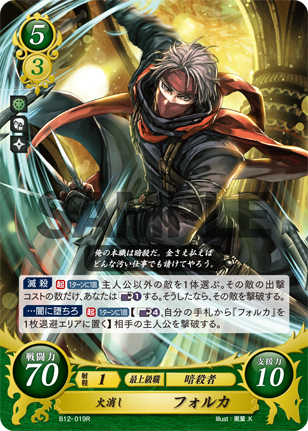 5
3
SAMPLE
俺の本職は暗殺だ。金さえ払えば
どんな汚い仕事でも請けてやろう。
滅殺 起 1ターンに1回 主人公以外の敵を1体選ぶ。その敵の出撃
コストの数だけ、あなたは 1する。そうしたなら、その敵を撃破する。
…闇に堕ちろ 起 1ターンに1回 【 4, 自分の手札から『フォルカ』を
1枚退避エリアに置く】相手の主人公を撃破する。
戦闘力
70
射程 1 最上級職 暗殺者
支援力
10
火消し フォルカ
B12-019R
Illust:黒葉.K